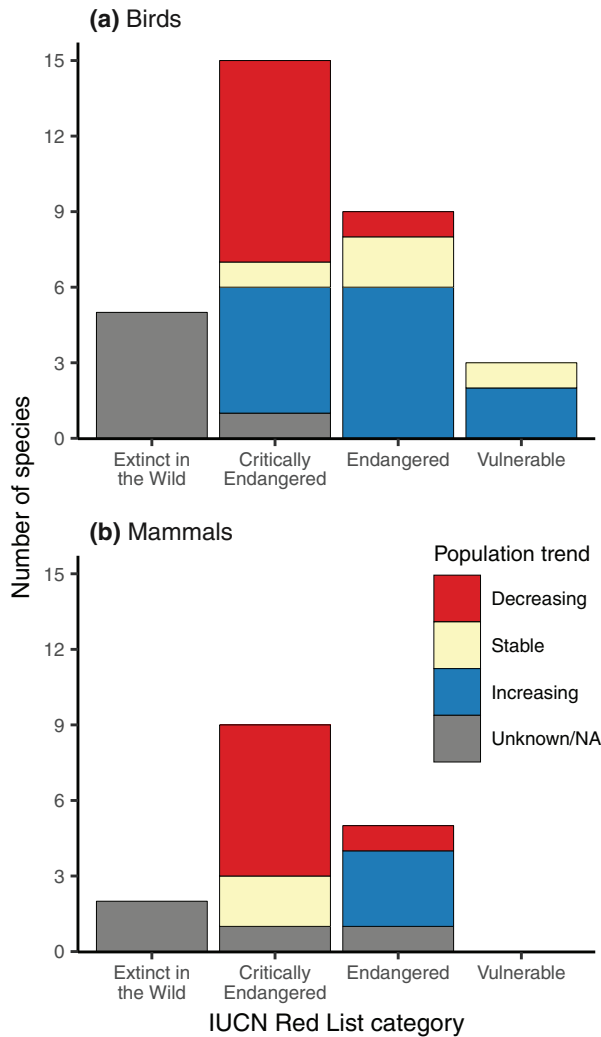 (a) Birds
15
12
9
6
3
0
Extinct in
the Wild
Critically
Endangered
Endangered
Vulnerable
Number of species
(b) Mammals
15
12
9
6
3
0
Population trend
Decreasing
Stable
Increasing
Unknown/NA
Extinct in
the Wild
Critically
Endangered
Endangered
Vulnerable
IUCN Red List category